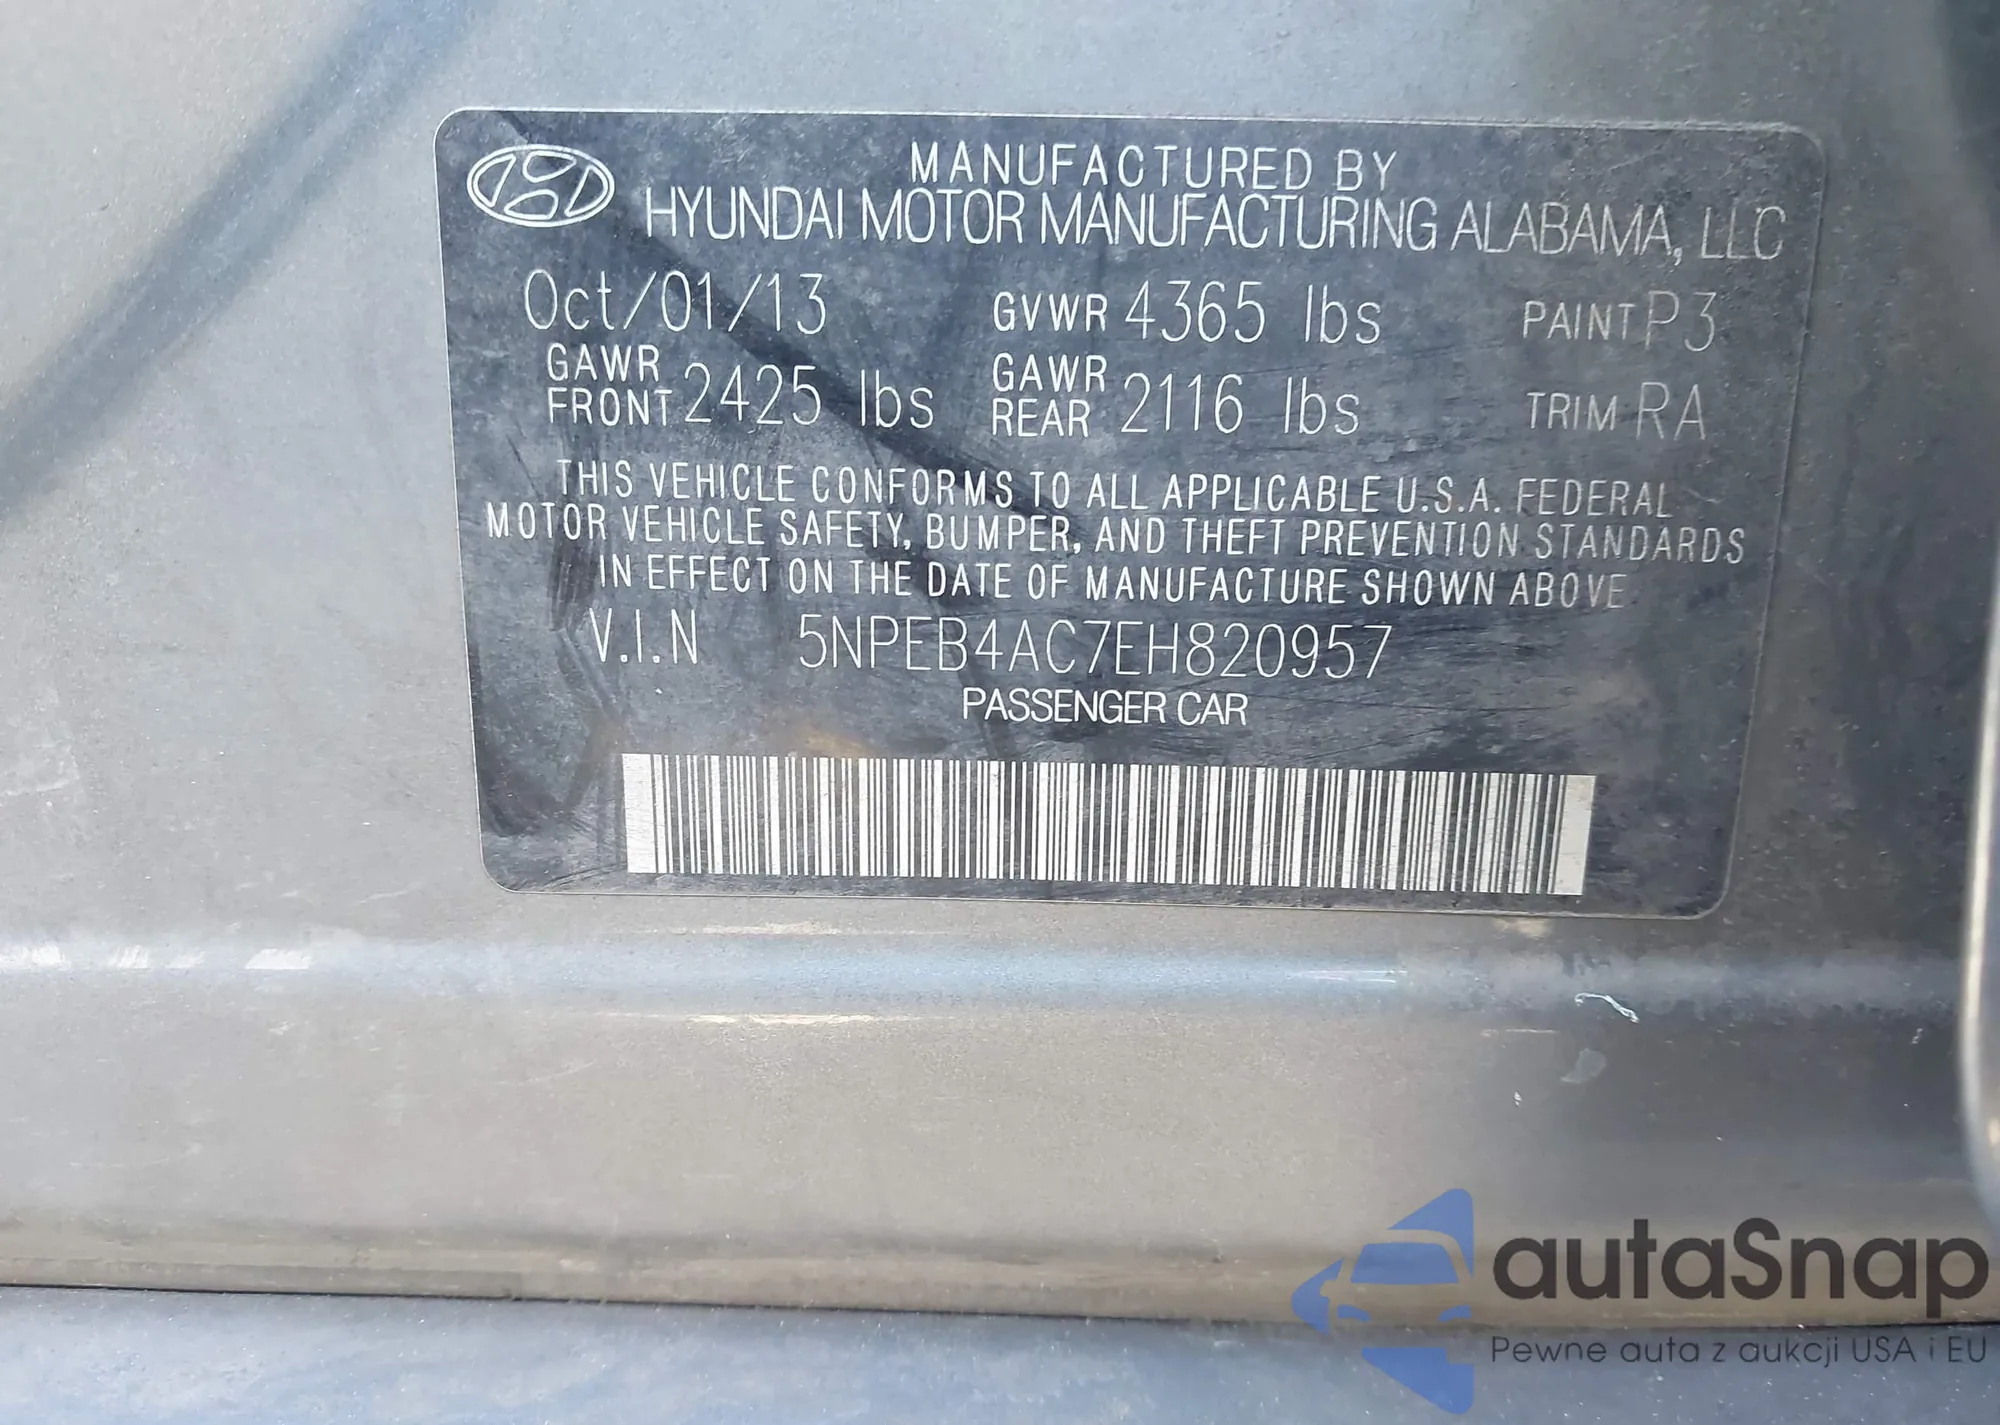 MANUFACTURED BY
HYUNDAI MOTOR MANUFACTURING ALABAMA, LLC
Oct/01/13 GVWR 4365 lbs PAINT P3
GAWR FRONT 2425 lbs GAWR REAR 2116 lbs TRIM RA
THIS VEHICLE CONFORMS TO ALL APPLICABLE U.S.A. FEDERAL
MOTOR VEHICLE SAFETY, BUMPER, AND THEFT PREVENTION STANDARDS
IN EFFECT ON THE DATE OF MANUFACTURE SHOWN ABOVE
V.I.N 5NPEB4AC7EH820957
PASSENGER CAR
autaSnap
Pewne auta z aukcji USA i EU